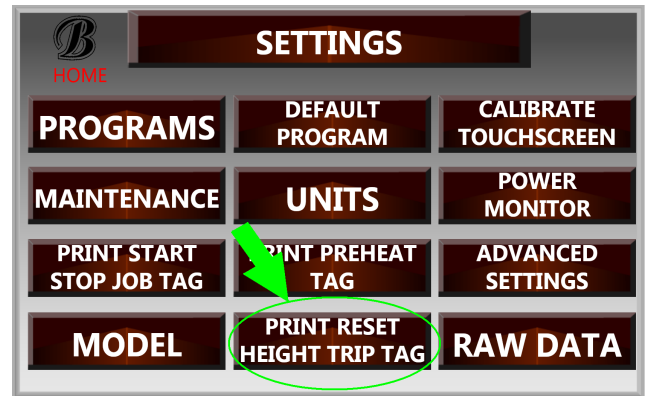 B
HOME
SETTINGS
PROGRAMS
DEFAULT
PROGRAM
CALIBRATE
TOUCHSCREEN
MAINTENANCE
UNITS
POWER
MONITOR
PRINT START
STOP JOB TAG
PRINT PREHEAT
TAG
ADVANCED
SETTINGS
MODEL
PRINT RESET
HEIGHT TRIP TAG
RAW DATA